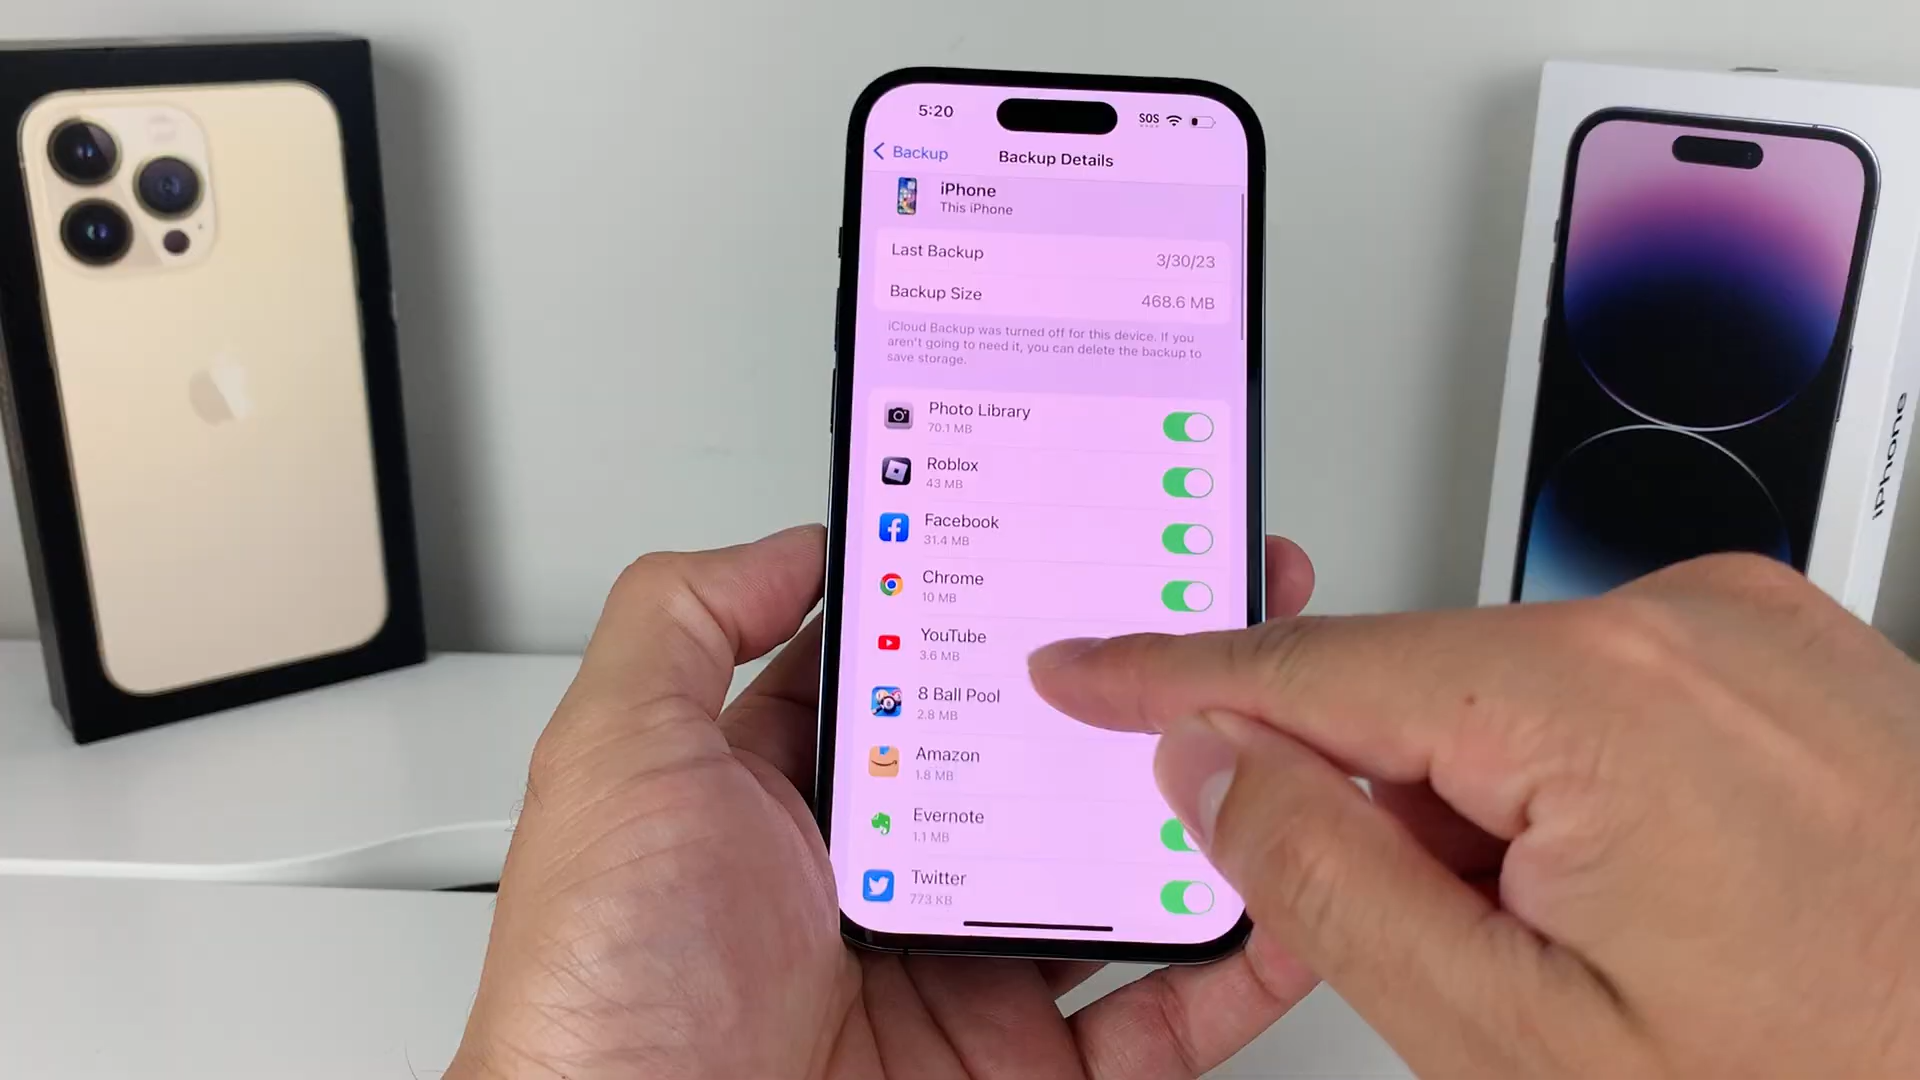 5:20
SOS
Backup
Backup Details
iPhone
This iPhone
Last Backup
3/30/23
Backup Size
468.6 MB
iCloud Backup was turned off for this device. If you
aren't going to need it, you can delete the backup to
save storage.
Photo Library
70.1 MB
Roblox
43 MB
Facebook
31.4 MB
Chrome
10 MB
YouTube
3.6 MB
8 Ball Pool
2.8 MB
Amazon
1.8 MB
Evernote
1.1 MB
Twitter
773 KB
iPhone